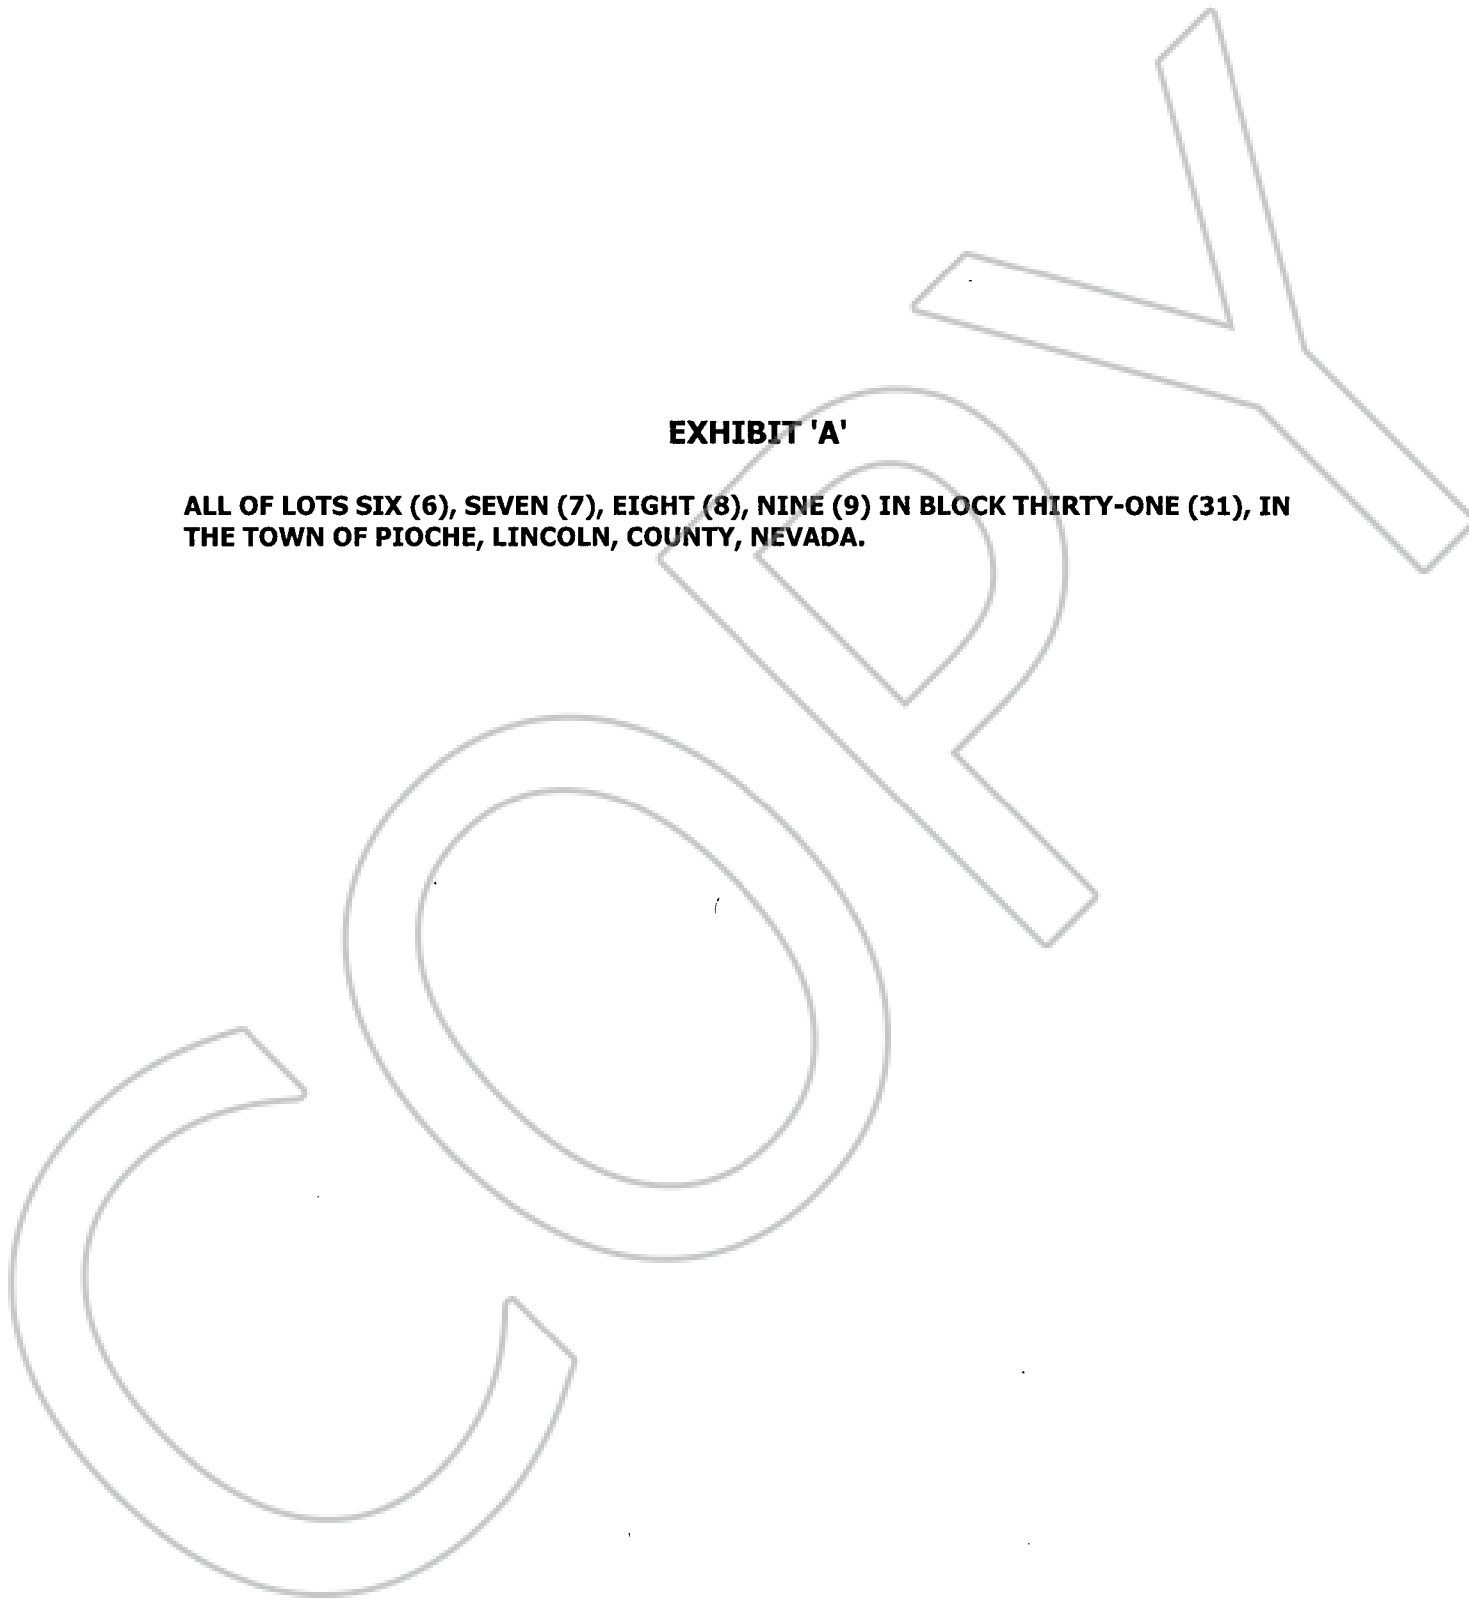 EXHIBIT 'A'
ALL OF LOTS SIX (6), SEVEN (7), EIGHT (8), NINE (9) IN BLOCK THIRTY-ONE (31), IN
THE TOWN OF PIOCHE, LINCOLN, COUNTY, NEVADA.
COPY